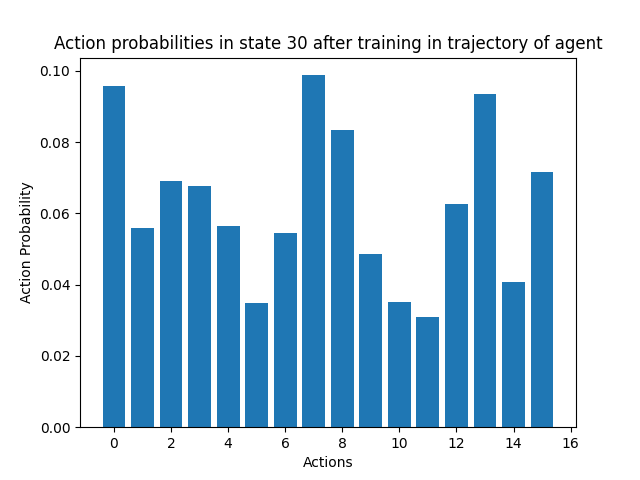 Action probabilities in state 30 after training in trajectory of agent
0.10
0.08
0.06
0.04
0.02
0.00
Action Probability
0 2 4 6 8 10 12 14 16
Actions